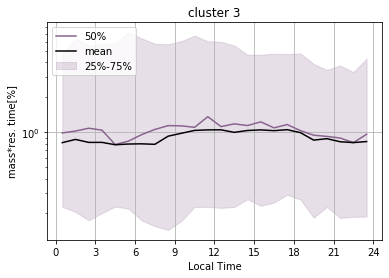 cluster 3
50%
mean
25%-75%
mass*res. time[%]
10⁰
0 3 6 9 12 15 18 21 24
Local Time